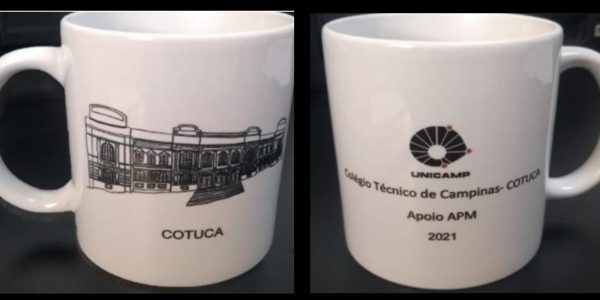 COTUCA
UNICAMP
Colégio Técnico de Campinas- COTUCA
Apoio APM
2021